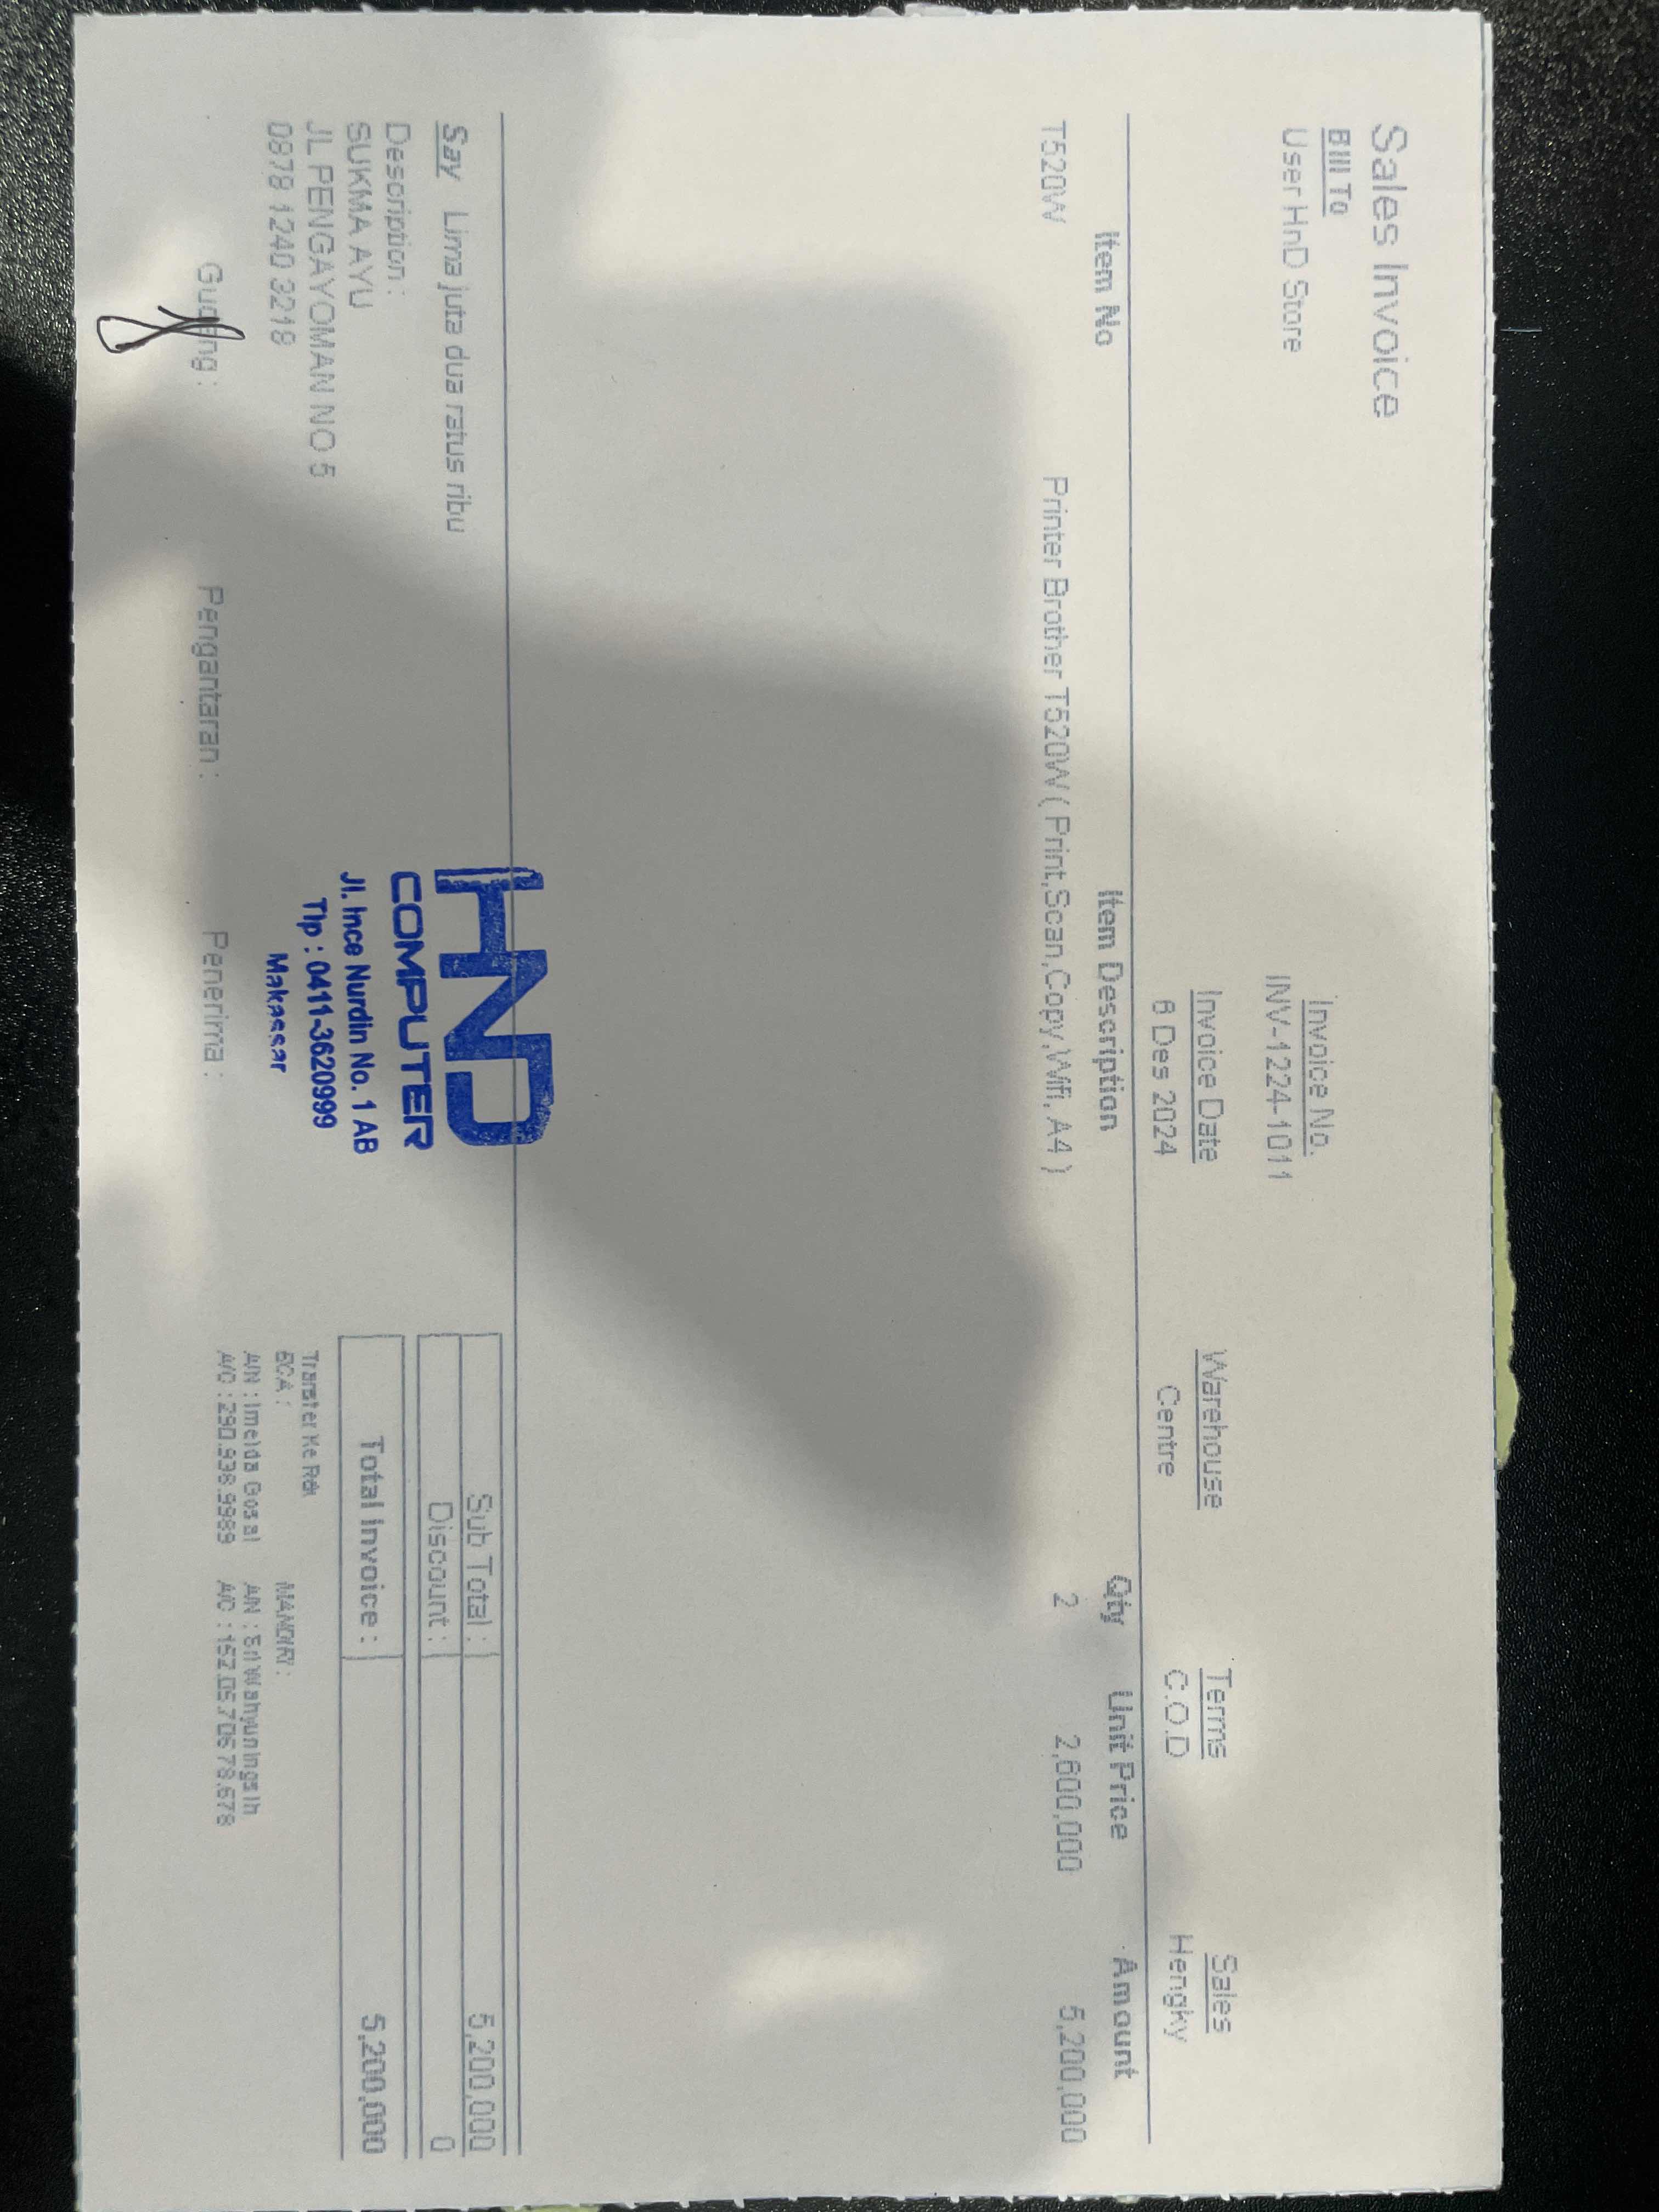 Sales Invoice
Bill To
User HnD Store
Invoice No.
INV-1224-1011
Invoice Date Warehouse Terms Sales
6 Des 2024 Centre C.O.D Hengky
Item No Item Description Qty Unit Price Amount
T520W Printer Brother T520W ( Print,Scan,Copy,Wifi, A4 ) 2 2,600,000 5,200,000
Say Lima juta dua ratus ribu
Sub Total : 5,200,000
Discount : 0
Total Invoice : 5,200,000
Description :
SUKMA AYU
JL PENGAYOMAN NO 5
0878 1240 3218
HND
COMPUTER
Jl. Ince Nurdin No. 1 AB
Tlp : 0411-3620999
Makassar
Transfer Ke Rek
BCA : MANDIRI :
A/N : Imelda Gosal A/N : Sri Wahyuningsih
A/C : 290.938.9989 A/C : 152.05.706.78.678
Gudang : Pengantaran : Penerima :